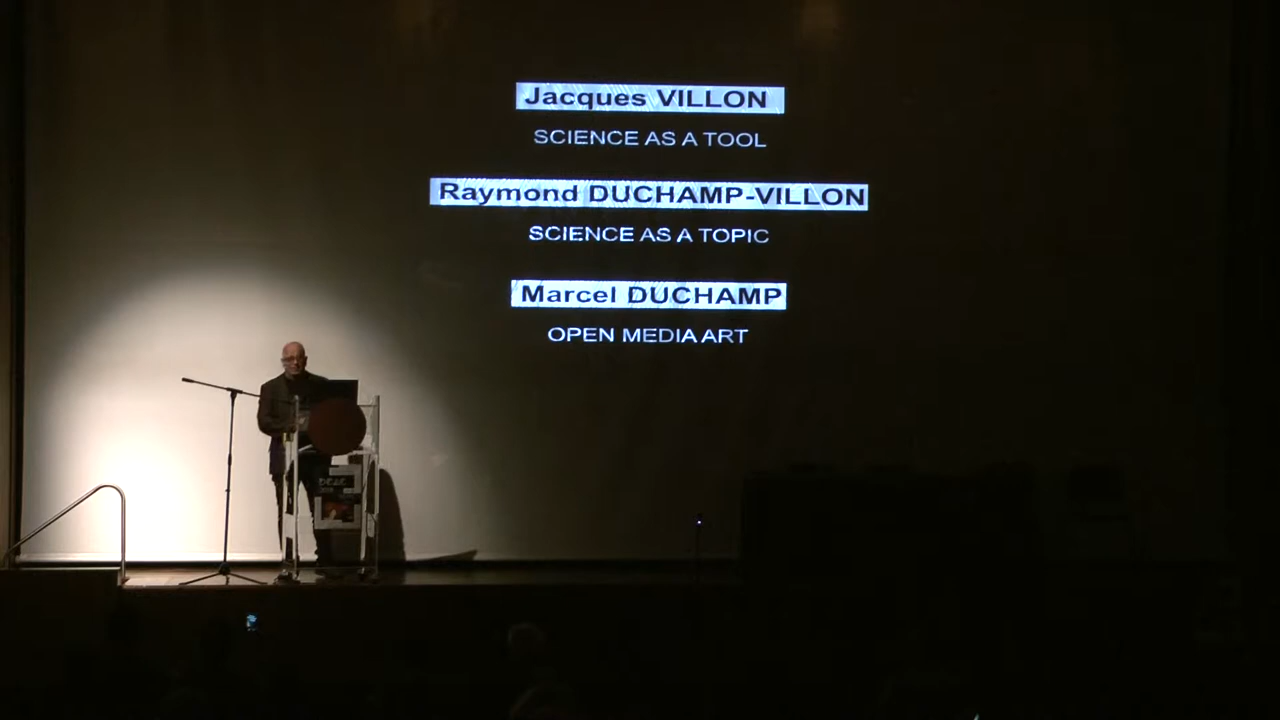 Jacques VILLON
SCIENCE AS A TOOL
Raymond DUCHAMP-VILLON
SCIENCE AS A TOPIC
Marcel DUCHAMP
OPEN MEDIA ART